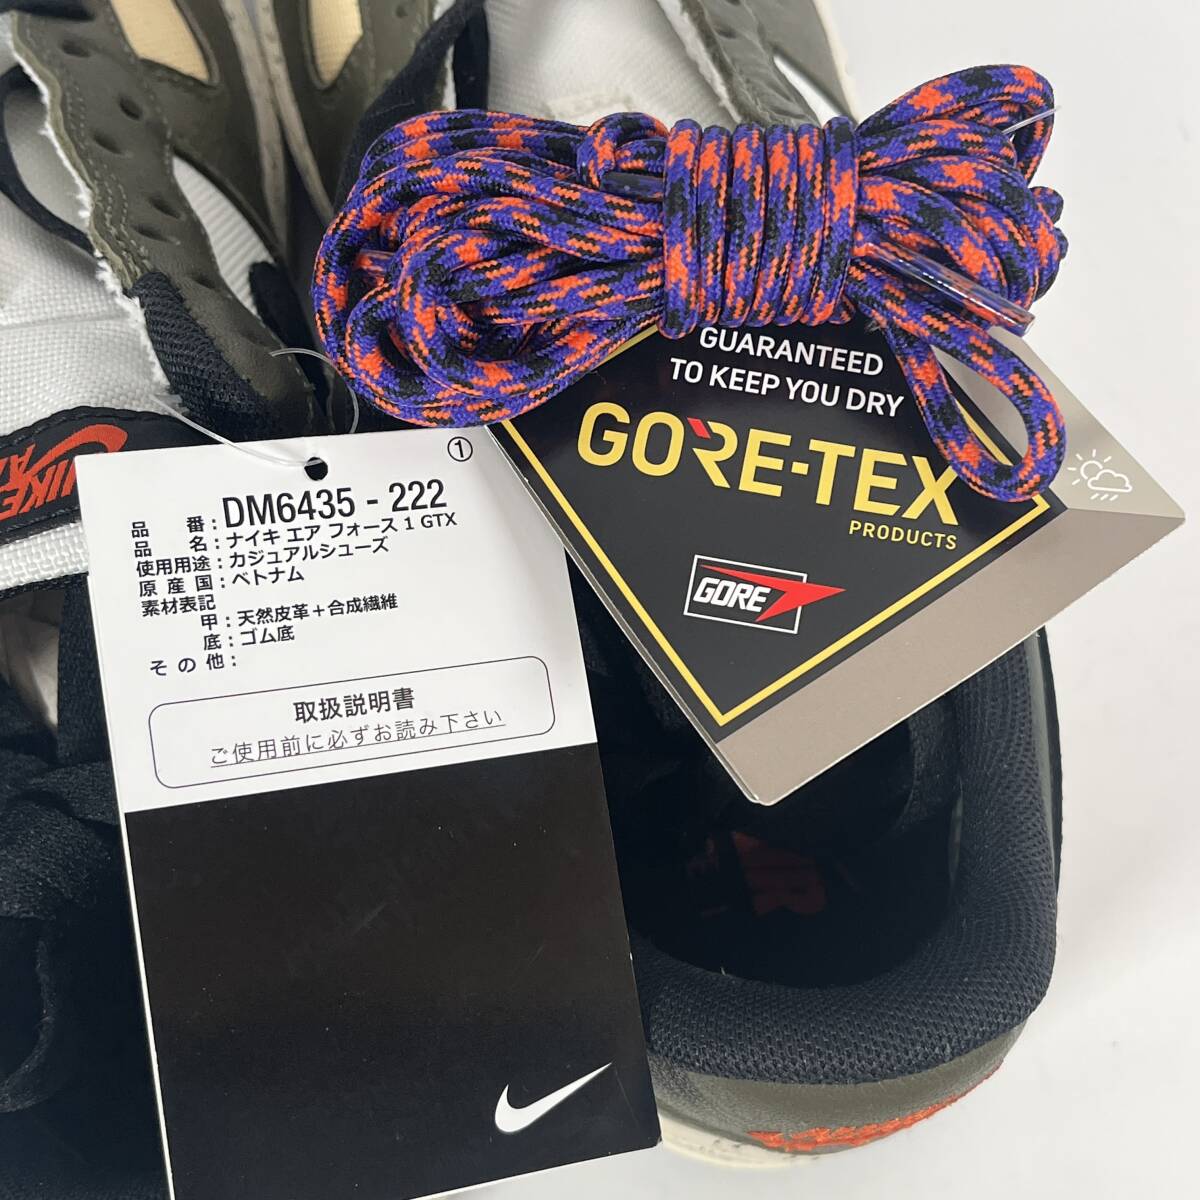 GUARANTEED
TO KEEP YOU DRY
GORE-TEX
PRODUCTS
GORE
①
品 番 : DM6435 - 222
品 名 : ナイキ エア フォース 1 GTX
使用用途 : カジュアルシューズ
原 産 国 : ベトナム
素材表記
甲 : 天然皮革＋合成繊維
底 : ゴム底
そ の 他 :
取扱説明書
ご使用前に必ずお読み下さい
NIKE